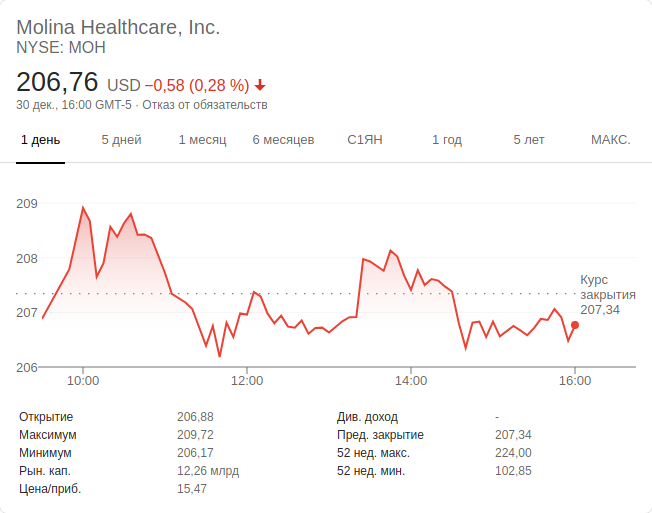 Molina Healthcare, Inc.
NYSE: MOH
206,76 USD −0,58 (0,28 %)
30 дек., 16:00 GMT-5 · Отказ от обязательств
1 день 5 дней 1 месяц 6 месяцев С1ЯН 1 год 5 лет МАКС.
209
208
207
206
Курс
закрытия
207,34
10:00 12:00 14:00 16:00
Открытие 206,88 Див. доход -
Максимум 209,72 Пред. закрытие 207,34
Минимум 206,17 52 нед. макс. 224,00
Рын. кап. 12,26 млрд 52 нед. мин. 102,85
Цена/приб. 15,47